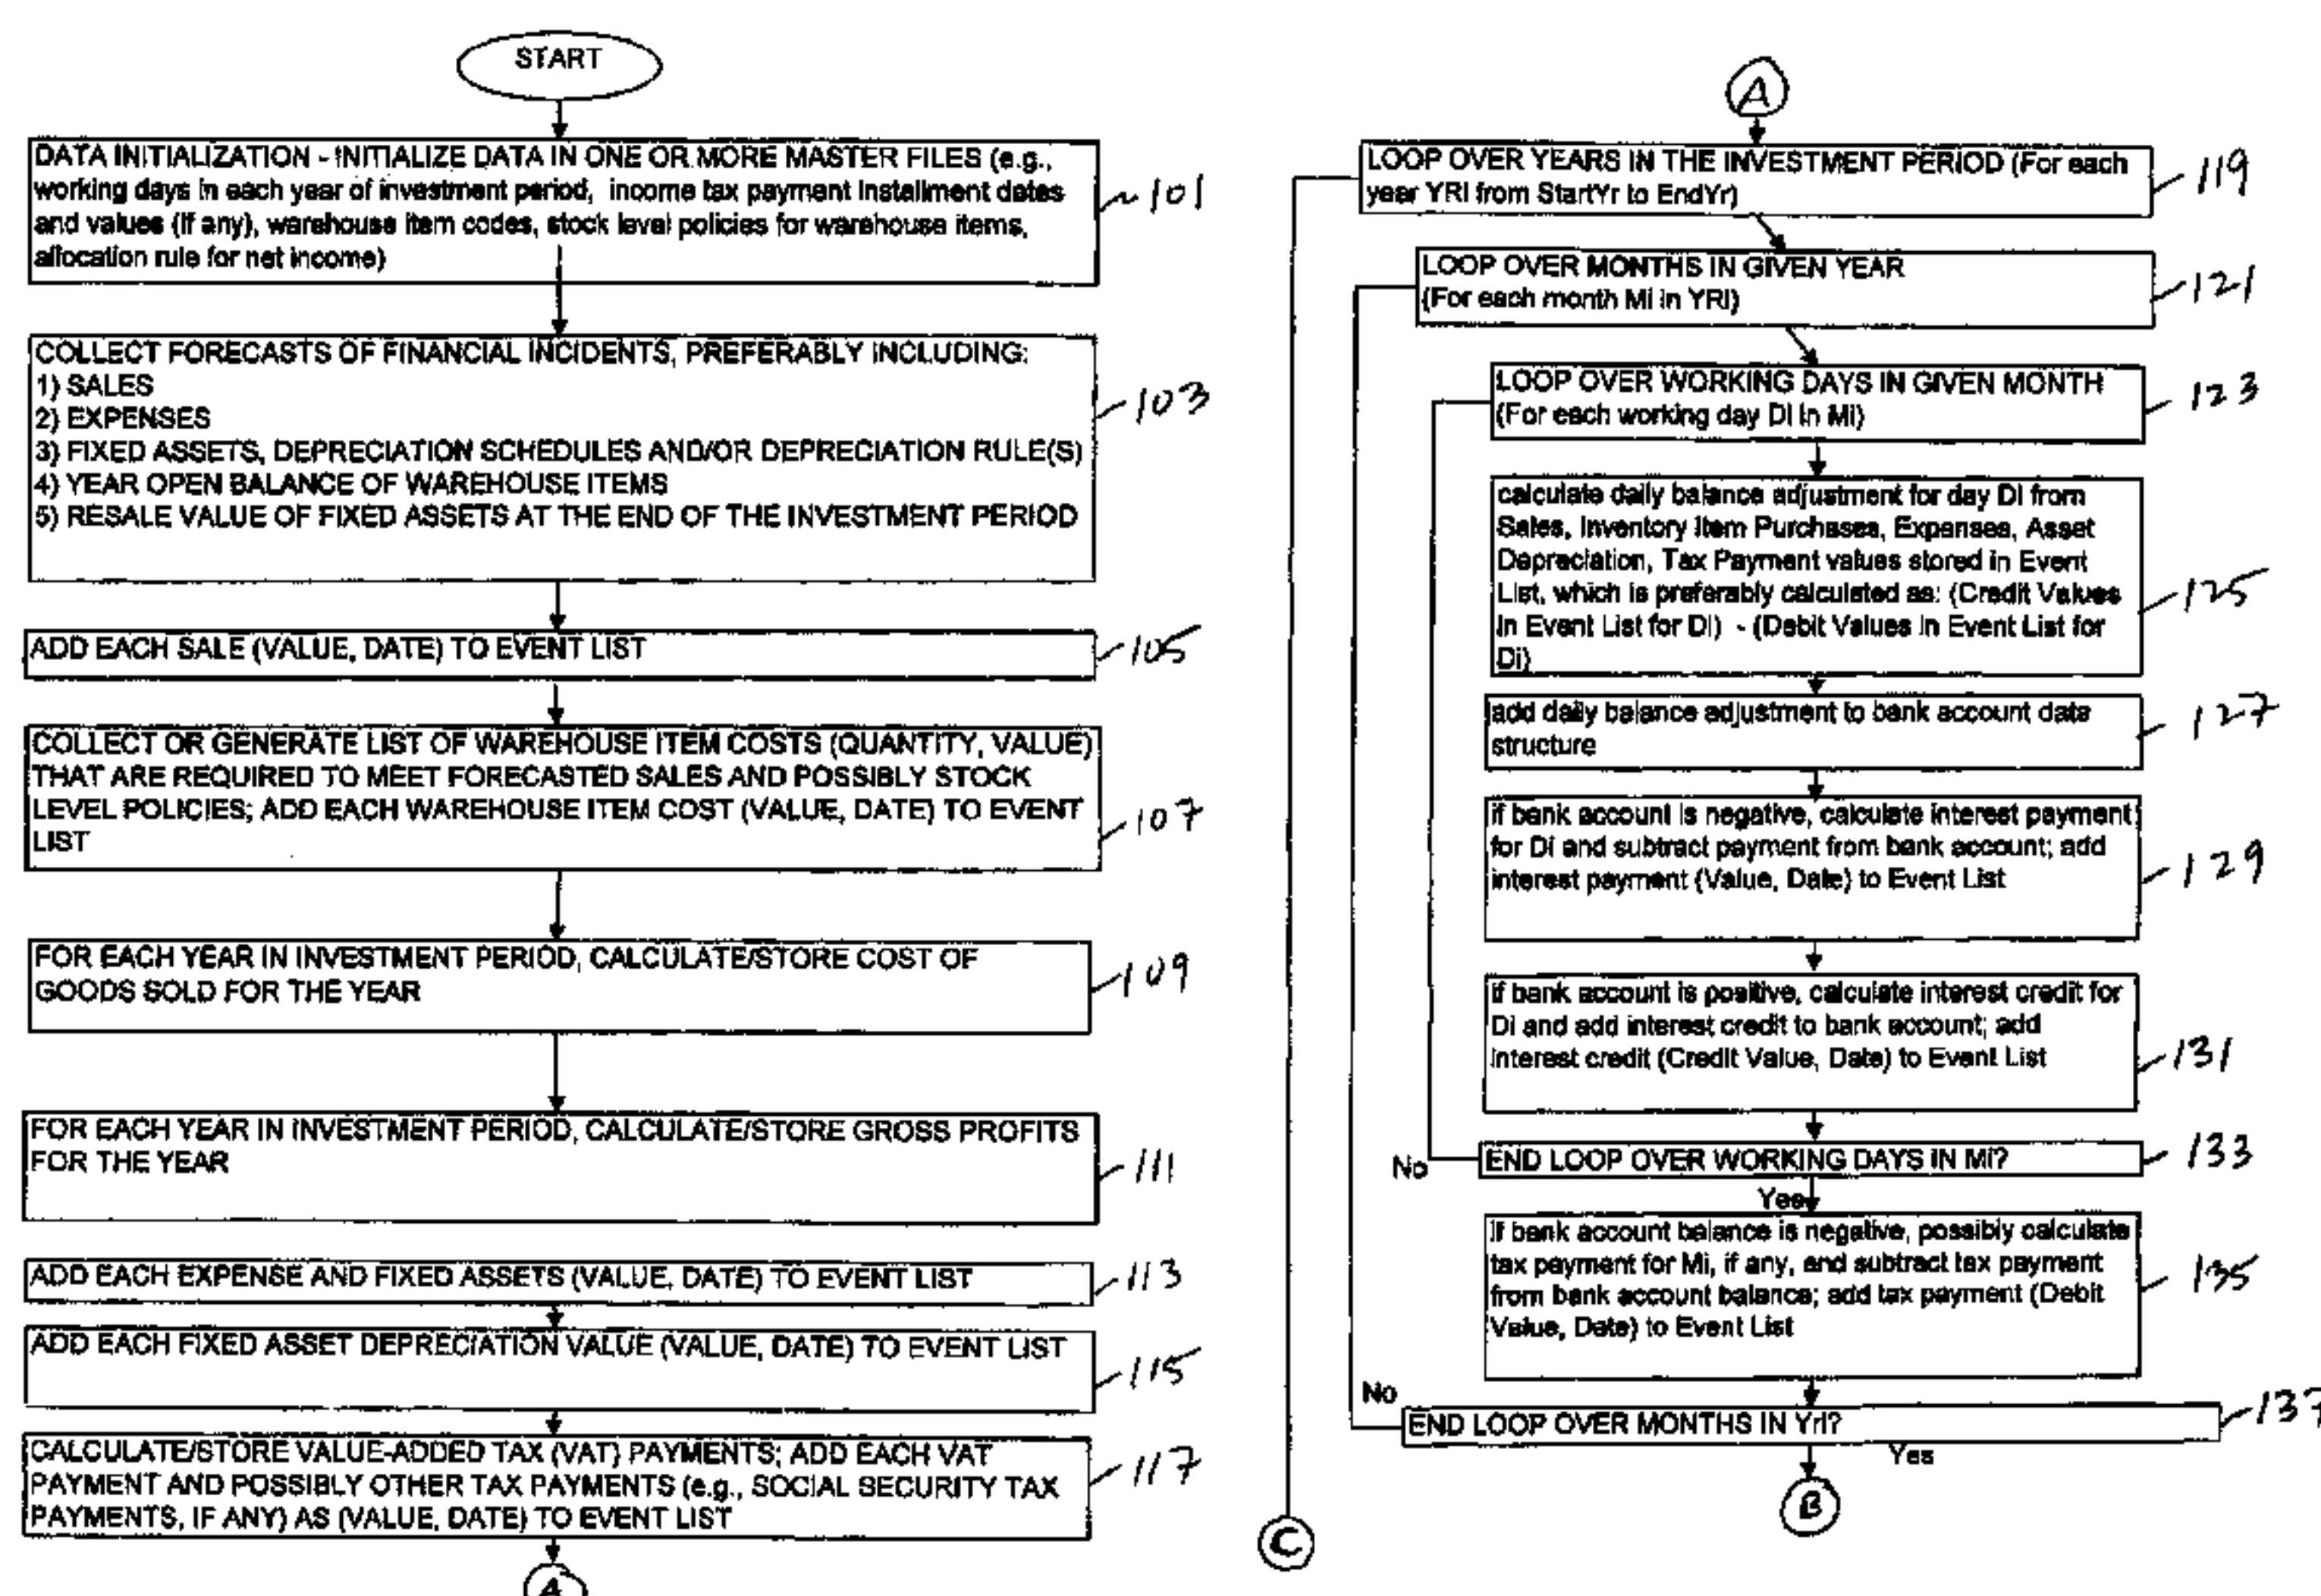 START
DATA INITIALIZATION - INITIALIZE DATA IN ONE OR MORE MASTER FILES (e.g.,
working days in each year of investment period, income tax payment installment dates
and values (if any), warehouse item codes, stock level policies for warehouse items,
allocation rule for net income)
101
COLLECT FORECASTS OF FINANCIAL INCIDENTS, PREFERABLY INCLUDING:
1) SALES
2) EXPENSES
3) FIXED ASSETS, DEPRECIATION SCHEDULES AND/OR DEPRECIATION RULE(S)
4) YEAR OPEN BALANCE OF WAREHOUSE ITEMS
5) RESALE VALUE OF FIXED ASSETS AT THE END OF THE INVESTMENT PERIOD
103
ADD EACH SALE (VALUE, DATE) TO EVENT LIST
105
COLLECT OR GENERATE LIST OF WAREHOUSE ITEM COSTS (QUANTITY, VALUE)
THAT ARE REQUIRED TO MEET FORECASTED SALES AND POSSIBLY STOCK
LEVEL POLICIES; ADD EACH WAREHOUSE ITEM COST (VALUE, DATE) TO EVENT
LIST
107
FOR EACH YEAR IN INVESTMENT PERIOD, CALCULATE/STORE COST OF
GOODS SOLD FOR THE YEAR
109
FOR EACH YEAR IN INVESTMENT PERIOD, CALCULATE/STORE GROSS PROFITS
FOR THE YEAR
111
ADD EACH EXPENSE AND FIXED ASSETS (VALUE, DATE) TO EVENT LIST
113
ADD EACH FIXED ASSET DEPRECIATION VALUE (VALUE, DATE) TO EVENT LIST
115
CALCULATE/STORE VALUE-ADDED TAX (VAT) PAYMENTS; ADD EACH VAT
PAYMENT AND POSSIBLY OTHER TAX PAYMENTS (e.g., SOCIAL SECURITY TAX
PAYMENTS, IF ANY) AS (VALUE, DATE) TO EVENT LIST
117
A
A
LOOP OVER YEARS IN THE INVESTMENT PERIOD (For each
year YRI from StartYr to EndYr)
119
LOOP OVER MONTHS IN GIVEN YEAR
(For each month Mi in YRI)
121
LOOP OVER WORKING DAYS IN GIVEN MONTH
(For each working day Di in Mi)
123
calculate daily balance adjustment for day Di from
Sales, Inventory Item Purchases, Expenses, Asset
Depreciation, Tax Payment values stored in Event
List, which is preferably calculated as: (Credit Values
in Event List for Di) - (Debit Values in Event List for
Di)
125
add daily balance adjustment to bank account data
structure
127
if bank account is negative, calculate interest payment
for Di and subtract payment from bank account; add
interest payment (Value, Date) to Event List
129
if bank account is positive, calculate interest credit for
Di and add interest credit to bank account; add
interest credit (Credit Value, Date) to Event List
131
No
END LOOP OVER WORKING DAYS IN Mi?
133
Yes
If bank account balance is negative, possibly calculate
tax payment for Mi, if any, and subtract tax payment
from bank account balance; add tax payment (Debit
Value, Date) to Event List
135
No
END LOOP OVER MONTHS IN YrI?
137
Yes
B
C